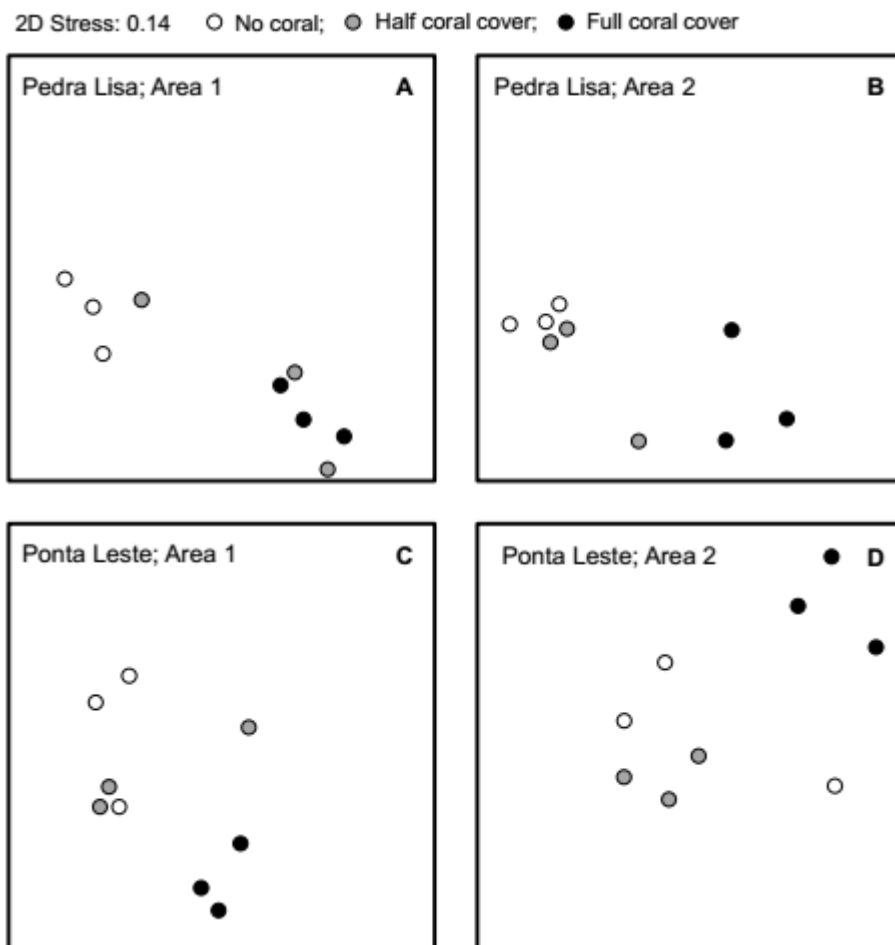 2D Stress: 0.14 No coral; Half coral cover; Full coral cover
Pedra Lisa; Area 1 A
Pedra Lisa; Area 2 B
Ponta Leste; Area 1 C
Ponta Leste; Area 2 D